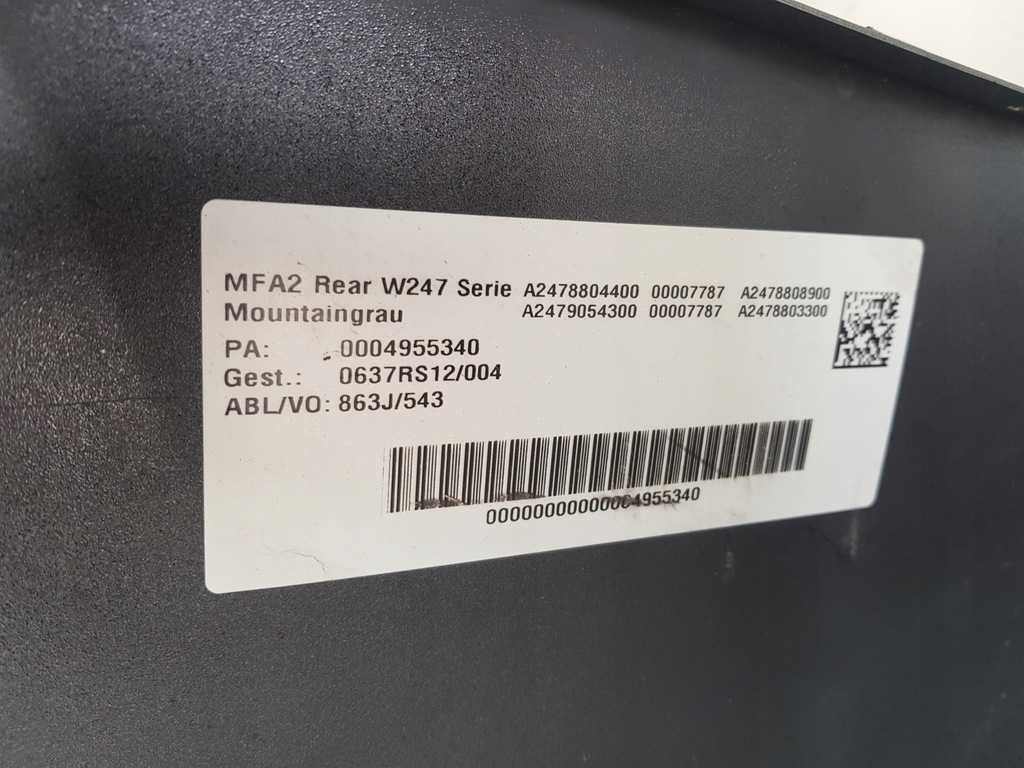 MFA2 Rear W247 Serie A2478804400 00007787 A2478808900
Mountaingrau A2479054300 00007787 A2478803300
PA: 0004955340
Gest.: 0637RS12/004
ABL/VO: 863J/543
000000000000004955340